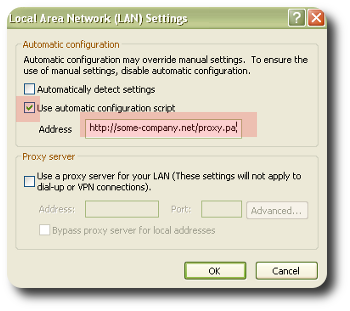 Local Area Network (LAN) Settings
Automatic configuration
Automatic configuration may override manual settings. To ensure the
use of manual settings, disable automatic configuration.
Automatically detect settings
Use automatic configuration script
Address http://some-company.net/proxy.pa
Proxy server
Use a proxy server for your LAN (These settings will not apply to
dial-up or VPN connections).
Address: Port: Advanced...
Bypass proxy server for local addresses
OK Cancel